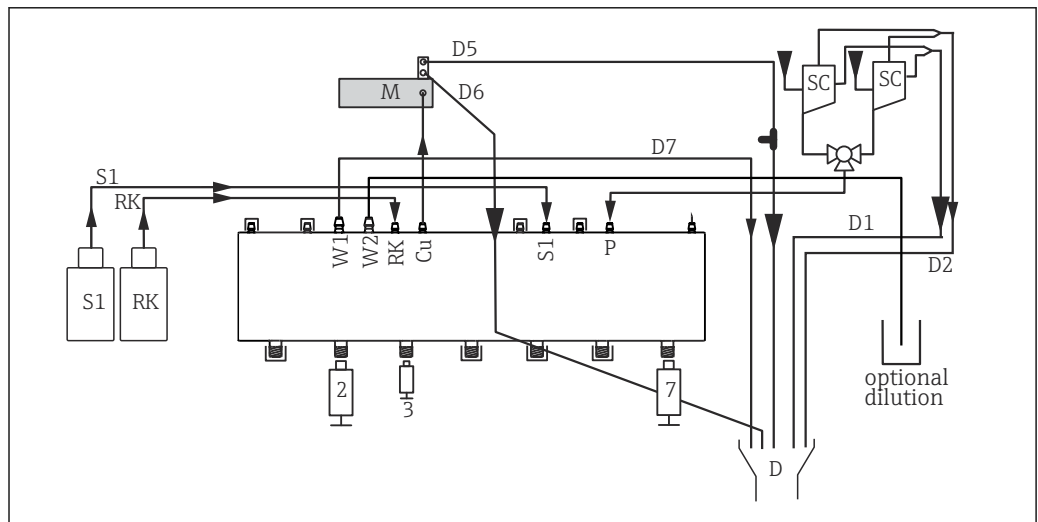 D5
SC
SC
M
D6
D7
S1
RK
W1
W2
RK
Cu
S1
P
D1
D2
S1
RK
optional
dilution
2
3
7
D